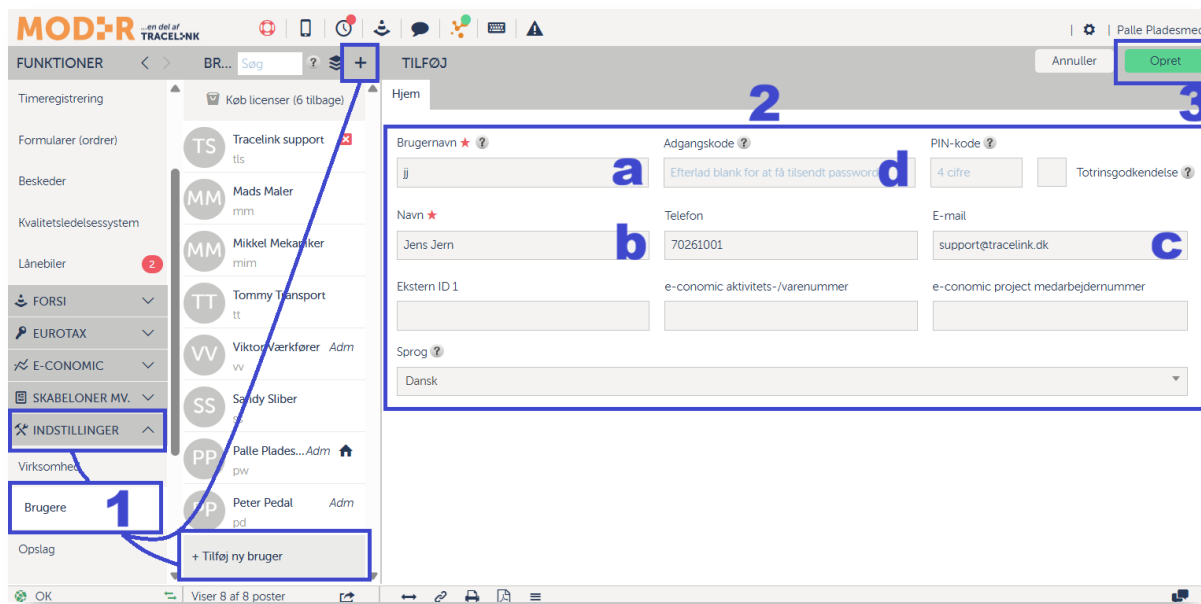 MODER ...en del af TRACELINK
| | Palle Pladesmed
FUNKTIONER < > BR... Søg ? + TILFØJ Annuller Opret
Timeregistrering
Formularer (ordrer)
Beskeder
Kvalitetsledelsessystem
Lånebiler 2
FORSI
EUROTAX
E-CONOMIC
SKABELONER MV.
INDSTILLINGER
Virksomhed
Brugere 1
Opslag
OK
Køb licenser (6 tilbage)
TS Tracelink support
tls
MM Mads Maler
mm
MM Mikkel Mekaniker
mim
TT Tommy Transport
tt
VV Viktor Værkfører Adm
vv
SS Sandy Sliber
ss
PP Palle Plades...Adm
pw
PP Peter Pedal Adm
pd
+ Tilføj ny bruger
Viser 8 af 8 poster
Hjem 2 3
Brugernavn ★ ? Adgangskode ? PIN-kode ?
jj a Efterlad blank for at få tilsendt password d 4 cifre Totrinsgodkendelse ?
Navn ★ Telefon E-mail
Jens Jern b 70261001 support@tracelink.dk c
Ekstern ID 1 e-conomic aktivitets-/varenummer e-conomic project medarbejdernummer
Sprog ?
Dansk